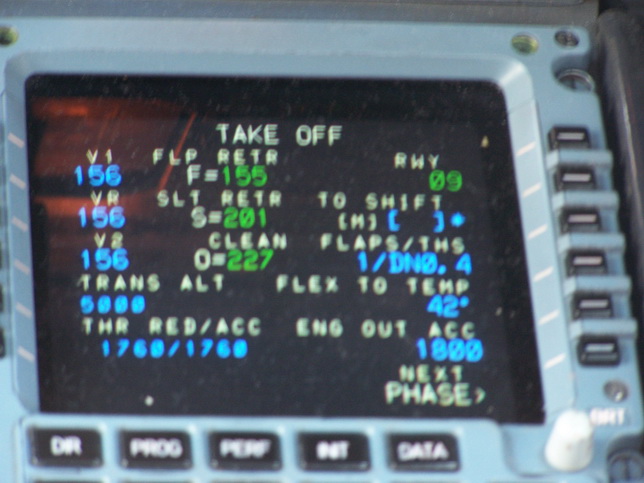 TAKE OFF
V1 FLP RETR RWY
156 F=155 09
VR SLT RETR TO SHIFT
156 S=201 [M][ ]*
V2 CLEAN FLAPS/THS
156 O=227 1/DN0.4
TRANS ALT FLEX TO TEMP
5000 42°
THR RED/ACC ENG OUT ACC
1760/1760 1800
NEXT
PHASE>
BRT
DIR PROG PERF INIT DATA